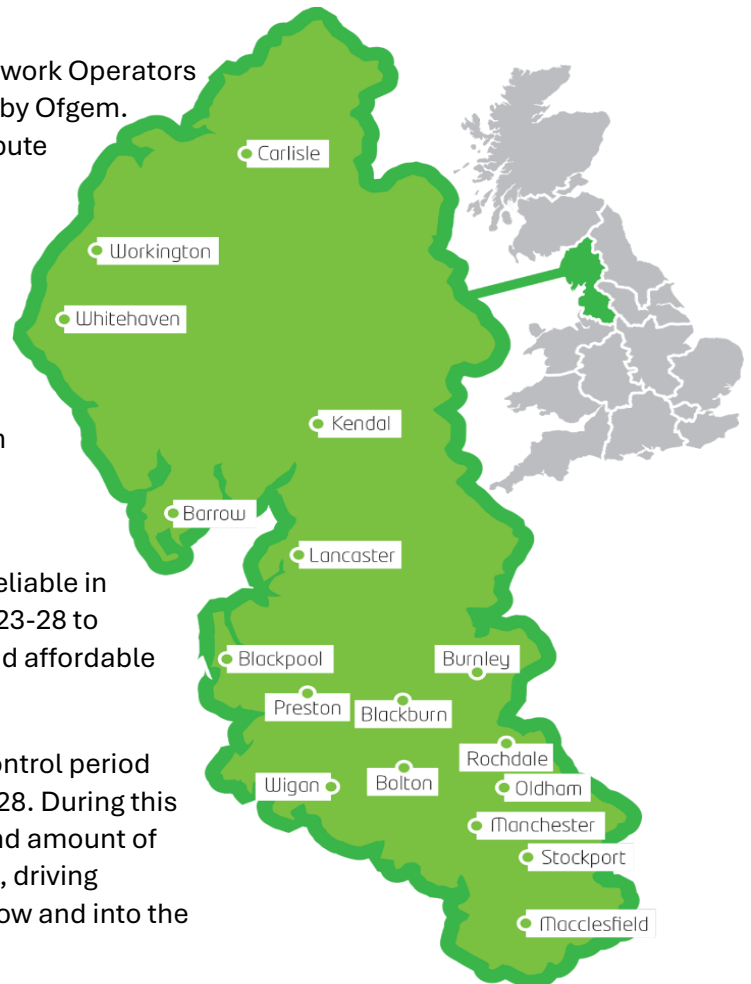 work Operators
by Ofgem.
bute
Carlisle
Workington
Whitehaven
Kendal
n
Barrow
Lancaster
eliable in
23-28 to
d affordable
Blackpool
Burnley
Preston
Blackburn
ontrol period
28. During this
nd amount of
, driving
ow and into the
Rochdale
Wigan
Bolton
Oldham
Manchester
Stockport
Macclesfield